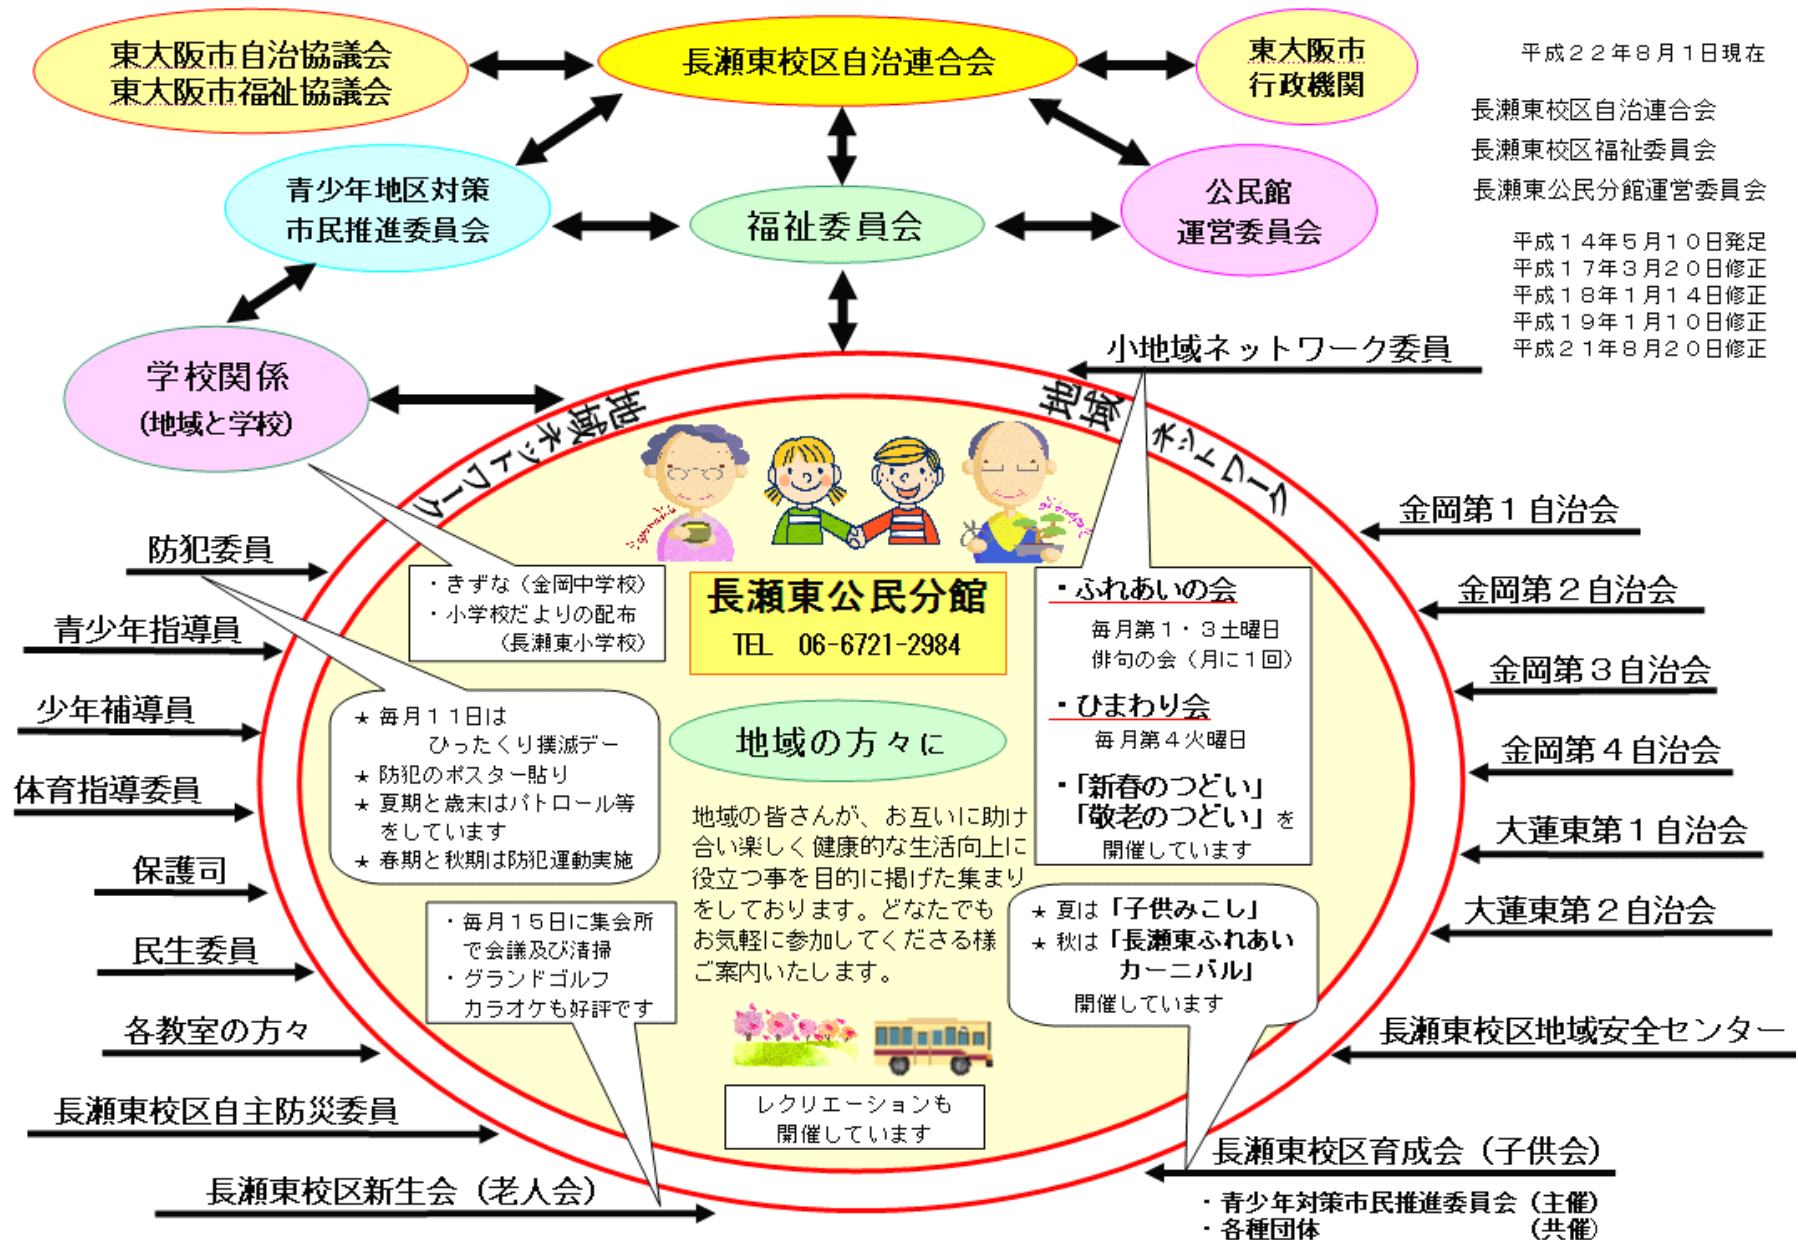 東大阪市自治協議会
東大阪市福祉協議会
長瀬東校区自治連合会
東大阪市
行政機関
平成22年8月1日現在
長瀬東校区自治連合会
長瀬東校区福祉委員会
長瀬東公民分館運営委員会
平成14年5月10日発足
平成17年3月20日修正
平成18年1月14日修正
平成19年1月10日修正
平成21年8月20日修正
青少年地区対策
市民推進委員会
福祉委員会
公民館
運営委員会
学校関係
(地域と学校)
小地域ネットワーク委員
地域ネットワーク
地域ネットワーク
grandma
grandpa
防犯委員
青少年指導員
少年補導員
体育指導委員
保護司
民生委員
各教室の方々
長瀬東校区自主防災委員
長瀬東校区新生会（老人会）
・きずな（金岡中学校）
・小学校だよりの配布
（長瀬東小学校）
長瀬東公民分館
TEL 06-6721-2984
・ふれあいの会
毎月第1・3土曜日
俳句の会（月に1回）
・ひまわり会
毎月第4火曜日
・「新春のつどい」
「敬老のつどい」を
開催しています
★ 毎月11日は
ひったくり撲滅デー
★ 防犯のポスター貼り
★ 夏期と歳末はパトロール等
をしています
★ 春期と秋期は防犯運動実施
地域の方々に
地域の皆さんが、お互いに助け
合い楽しく健康的な生活向上に
役立つ事を目的に掲げた集まり
をしております。どなたでも
お気軽に参加してくださる様
ご案内いたします。
・毎月15日に集会所
で会議及び清掃
・グランドゴルフ
カラオケも好評です
★ 夏は「子供みこし」
★ 秋は「長瀬東ふれあい
カーニバル」
開催しています
レクリエーションも
開催しています
金岡第1自治会
金岡第2自治会
金岡第3自治会
金岡第4自治会
大蓮東第1自治会
大蓮東第2自治会
長瀬東校区地域安全センター
長瀬東校区育成会（子供会）
・青少年対策市民推進委員会（主催）
・各種団体（共催）